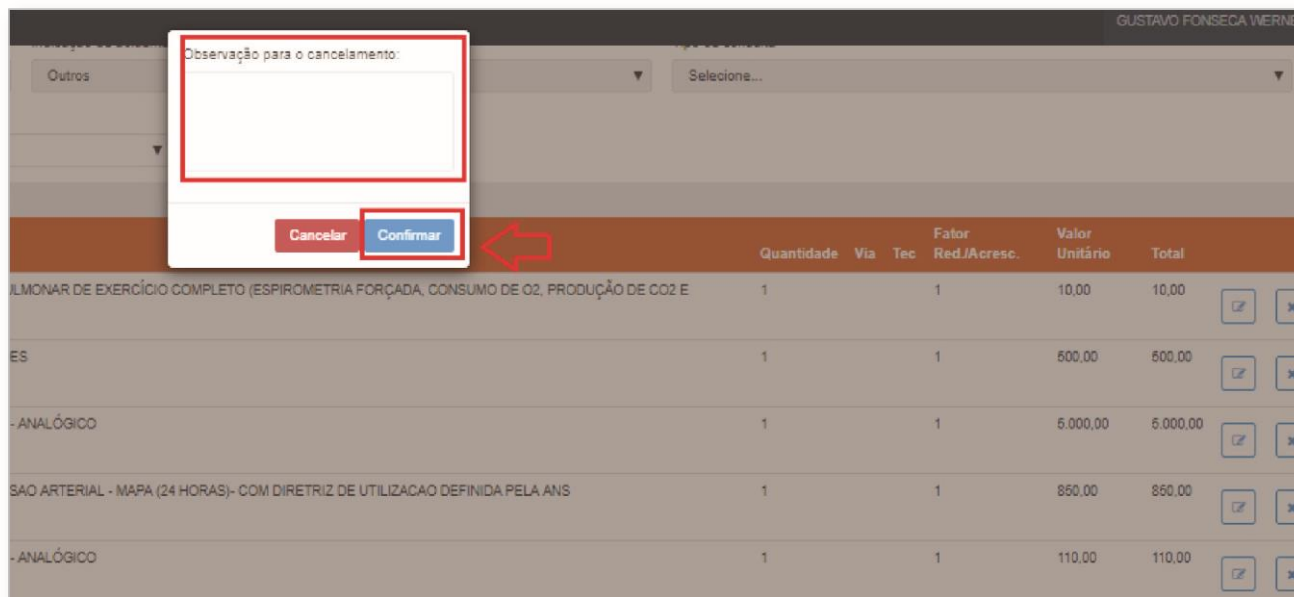 GUSTAVO FONSECA WERNE
Observação para o cancelamento:
Outros
Selecione...
Cancelar Confirmar
Quantidade Via Tec Fator Red./Acresc. Valor Unitário Total
JLMONAR DE EXERCÍCIO COMPLETO (ESPIROMETRIA FORÇADA, CONSUMO DE O2, PRODUÇÃO DE CO2 E 1 1 10,00 10,00
ES 1 1 500,00 500,00
- ANALÓGICO 1 1 5.000,00 5.000,00
SAO ARTERIAL - MAPA (24 HORAS)- COM DIRETRIZ DE UTILIZACAO DEFINIDA PELA ANS 1 1 850,00 850,00
- ANALÓGICO 1 1 110,00 110,00